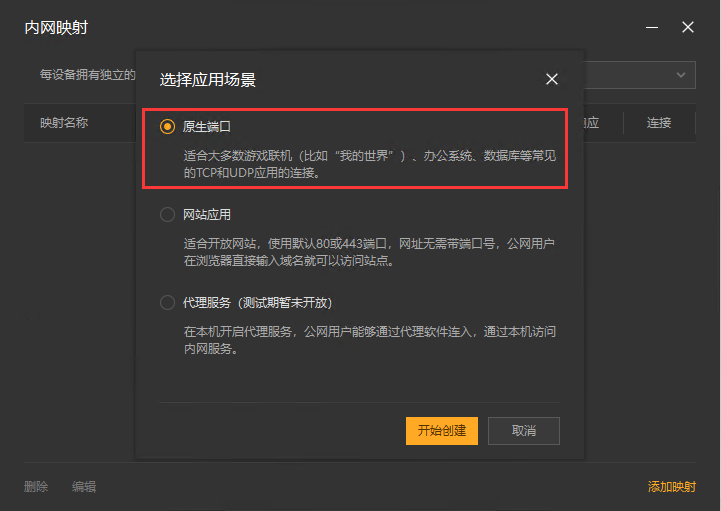 内网映射
每设备拥有独立的
选择应用场景
映射名称
应
连接
原生端口
适合大多数游戏联机（比如“我的世界”）、办公系统、数据库等常见
的TCP和UDP应用的连接。
网站应用
适合开放网站，使用默认80或443端口，网址无需带端口号，公网用户
在浏览器直接输入域名就可以访问站点。
代理服务（测试期暂未开放）
在本机开启代理服务，公网用户能够通过代理软件连入，通过本机访问
内网服务。
开始创建
取消
删除
编辑
添加映射